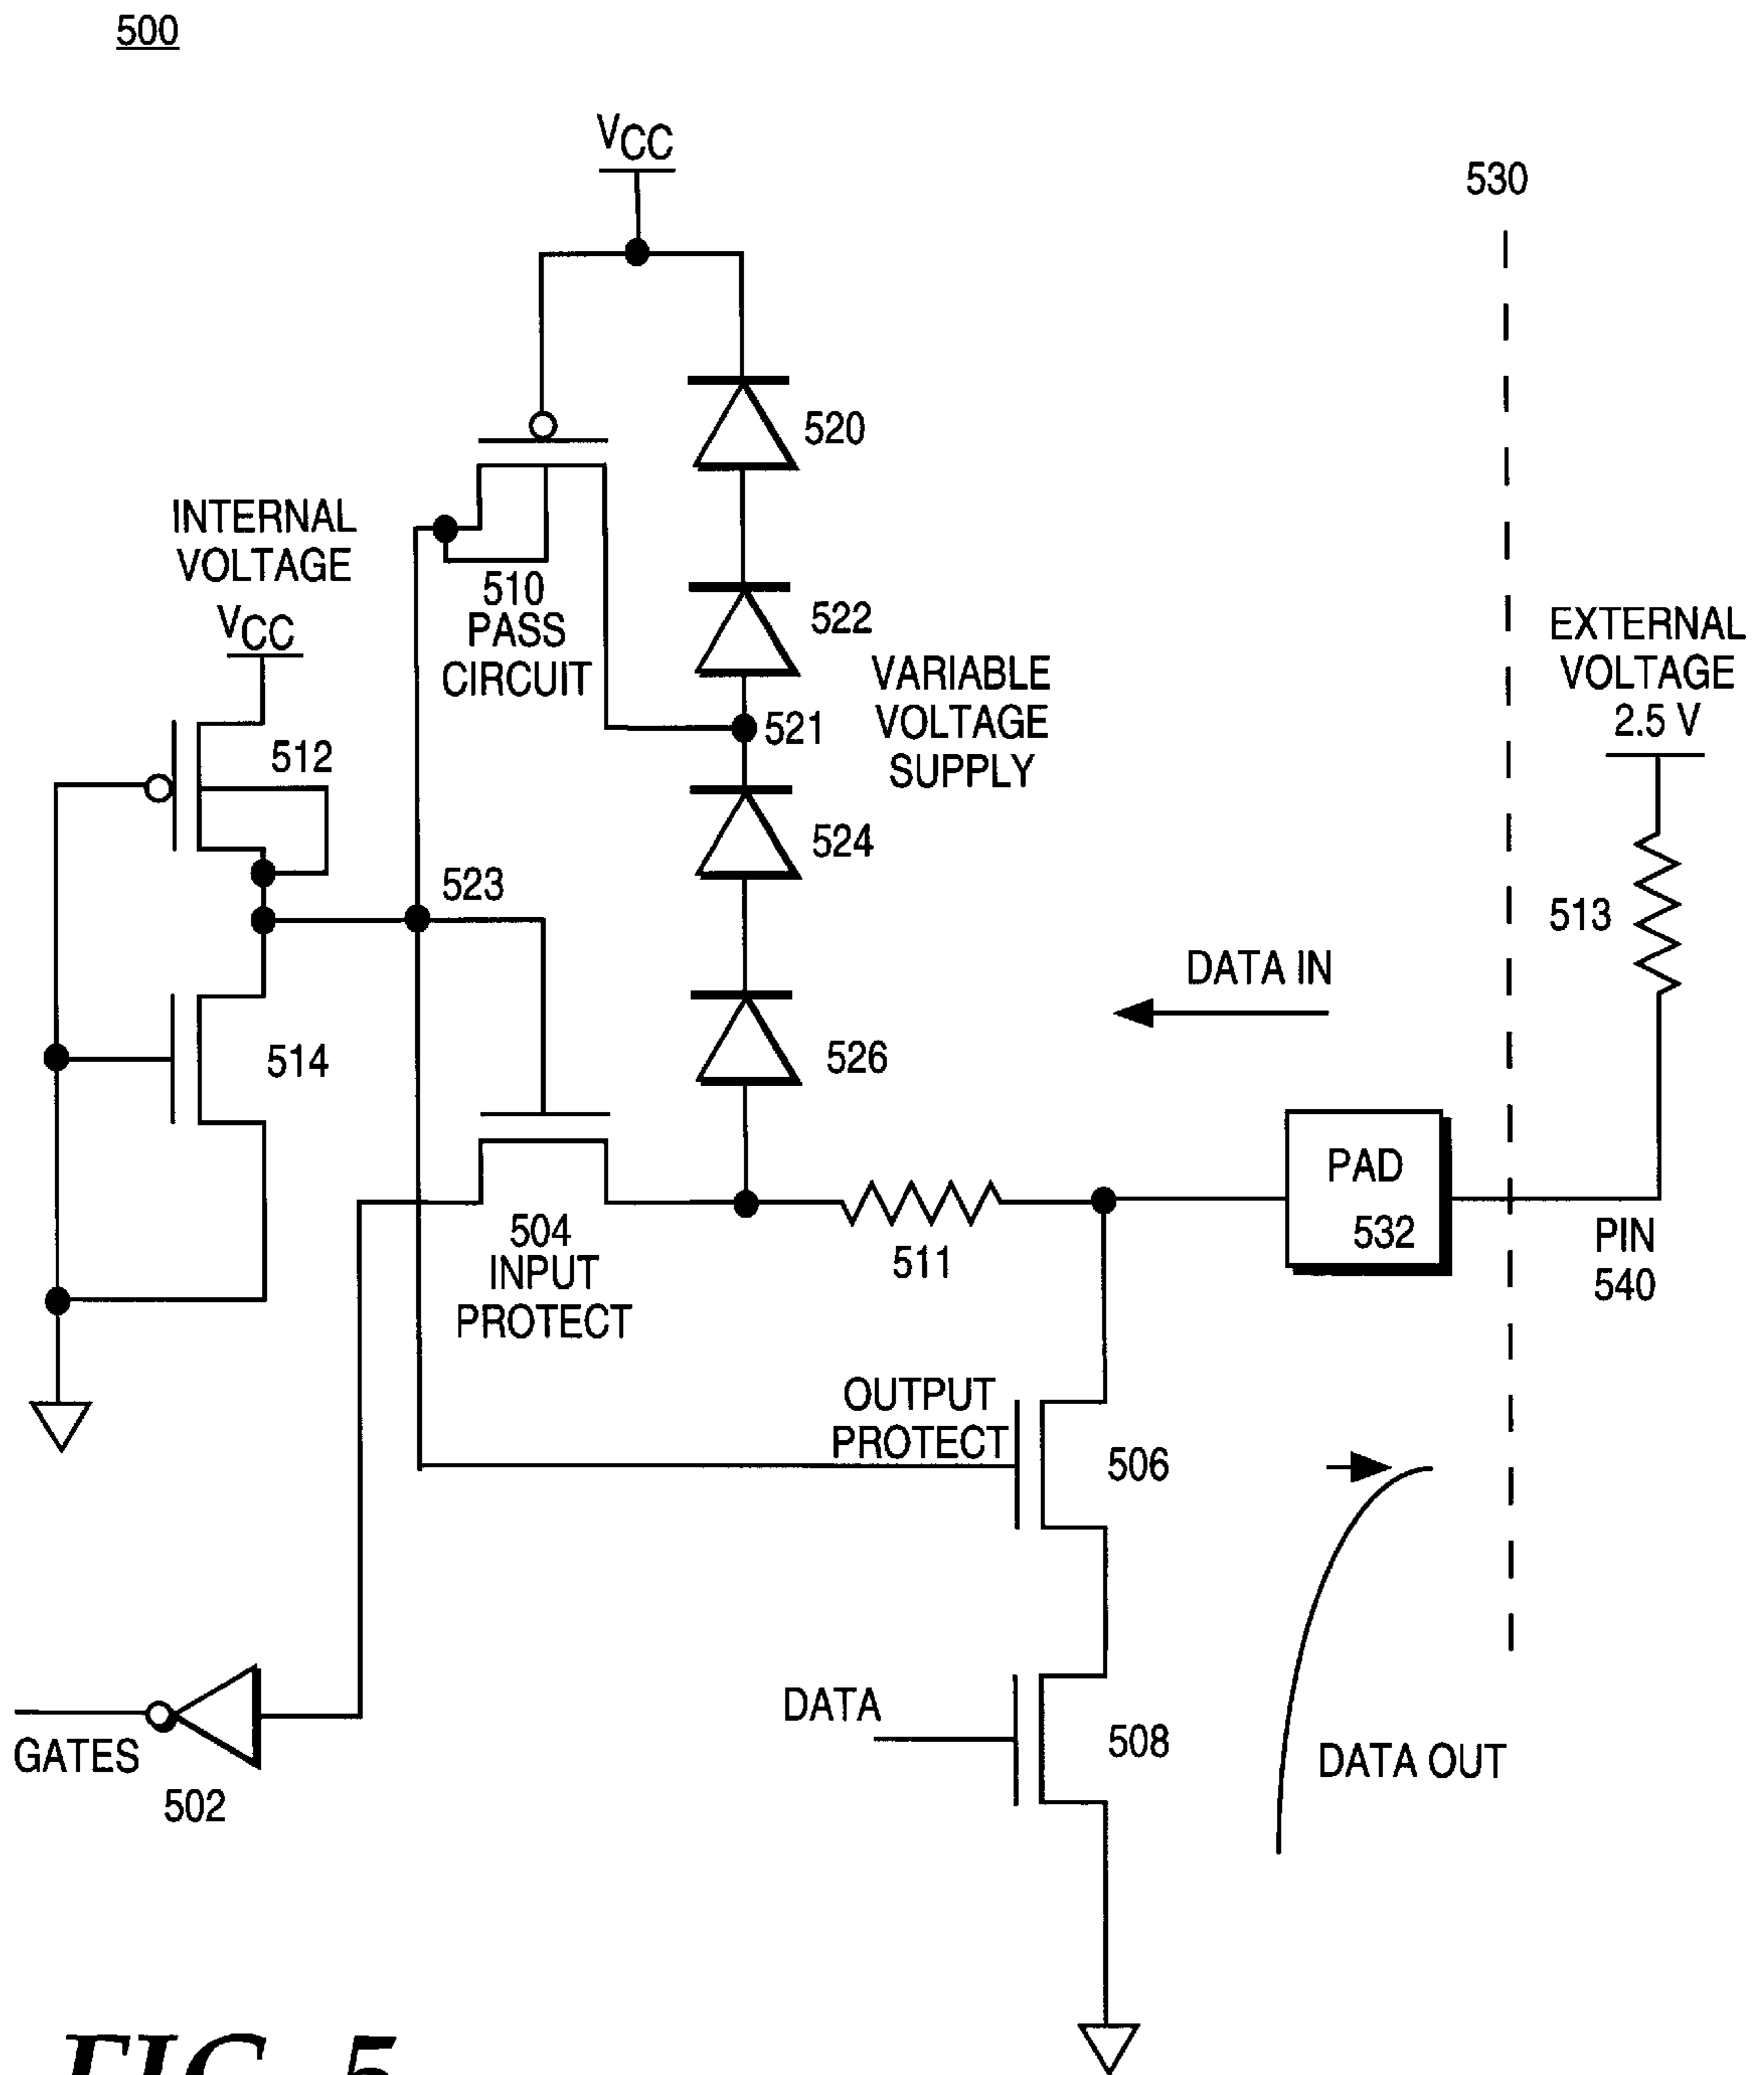 500
VCC
530
520
INTERNAL
VOLTAGE
VCC
510
PASS
CIRCUIT
522
VARIABLE
VOLTAGE
SUPPLY
521
EXTERNAL
VOLTAGE
2.5 V
512
524
523
513
DATA IN
514
526
PAD
532
504
INPUT
PROTECT
511
PIN
540
OUTPUT
PROTECT
506
DATA
508
GATES
502
DATA OUT
FIG. 5